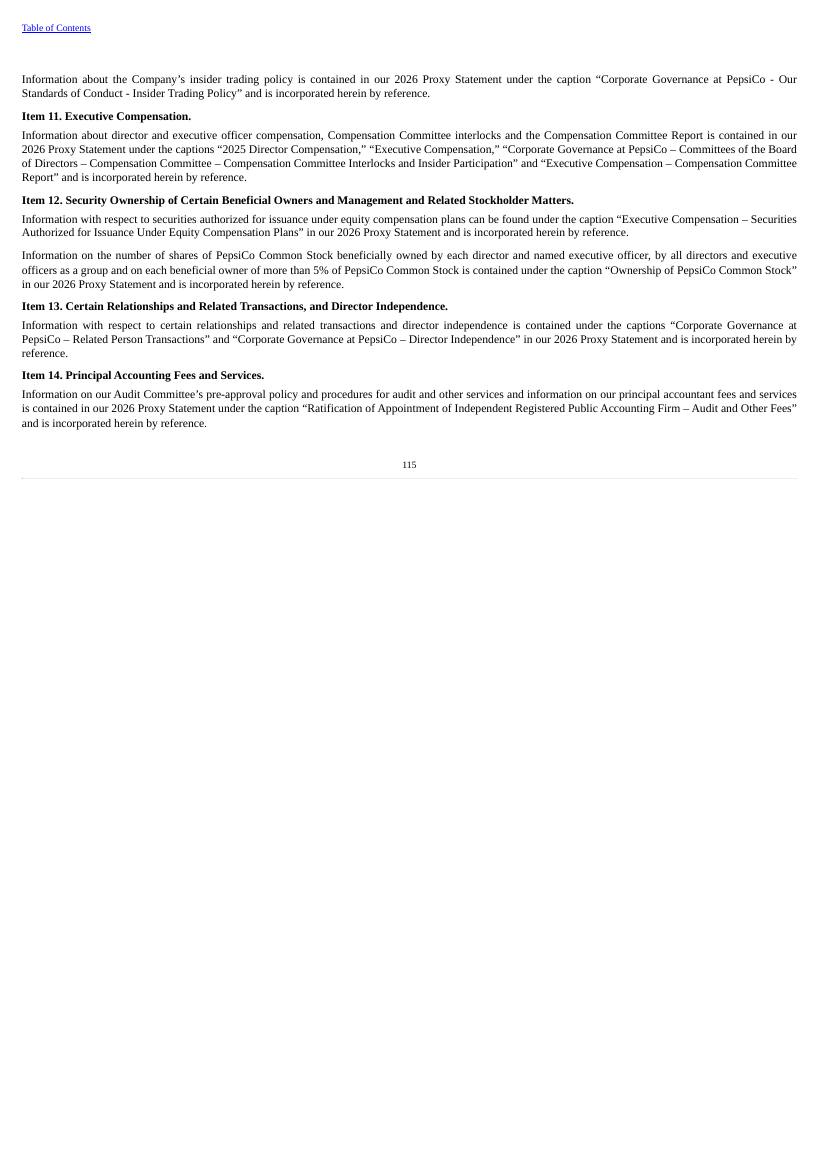 Table of Contents
Information about the Company’s insider trading policy is contained in our 2026 Proxy Statement under the caption “Corporate Governance at PepsiCo - Our
Standards of Conduct - Insider Trading Policy” and is incorporated herein by reference.
Item 11. Executive Compensation.
Information about director and executive officer compensation, Compensation Committee interlocks and the Compensation Committee Report is contained in our
2026 Proxy Statement under the captions “2025 Director Compensation,” “Executive Compensation,” “Corporate Governance at PepsiCo – Committees of the Board
of Directors – Compensation Committee – Compensation Committee Interlocks and Insider Participation” and “Executive Compensation – Compensation Committee
Report” and is incorporated herein by reference.
Item 12. Security Ownership of Certain Beneficial Owners and Management and Related Stockholder Matters.
Information with respect to securities authorized for issuance under equity compensation plans can be found under the caption “Executive Compensation – Securities
Authorized for Issuance Under Equity Compensation Plans” in our 2026 Proxy Statement and is incorporated herein by reference.
Information on the number of shares of PepsiCo Common Stock beneficially owned by each director and named executive officer, by all directors and executive
officers as a group and on each beneficial owner of more than 5% of PepsiCo Common Stock is contained under the caption “Ownership of PepsiCo Common Stock”
in our 2026 Proxy Statement and is incorporated herein by reference.
Item 13. Certain Relationships and Related Transactions, and Director Independence.
Information with respect to certain relationships and related transactions and director independence is contained under the captions “Corporate Governance at
PepsiCo – Related Person Transactions” and “Corporate Governance at PepsiCo – Director Independence” in our 2026 Proxy Statement and is incorporated herein by
reference.
Item 14. Principal Accounting Fees and Services.
Information on our Audit Committee’s pre-approval policy and procedures for audit and other services and information on our principal accountant fees and services
is contained in our 2026 Proxy Statement under the caption “Ratification of Appointment of Independent Registered Public Accounting Firm – Audit and Other Fees”
and is incorporated herein by reference.
115